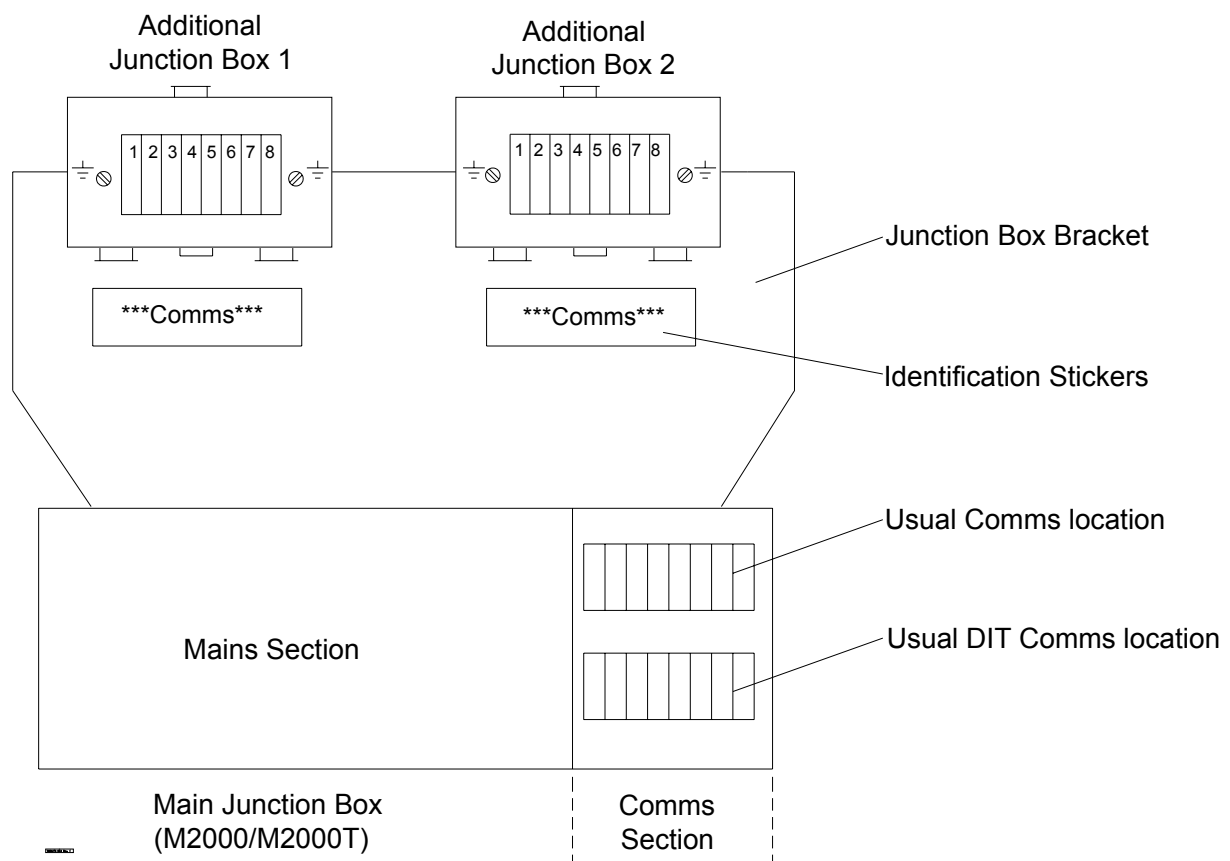 Additional
Junction Box 1
Additional
Junction Box 2
1 2 3 4 5 6 7 8
1 2 3 4 5 6 7 8
Junction Box Bracket
***Comms***
***Comms***
Identification Stickers
Usual Comms location
Mains Section
Usual DIT Comms location
Main Junction Box
(M2000/M2000T)
Comms
Section